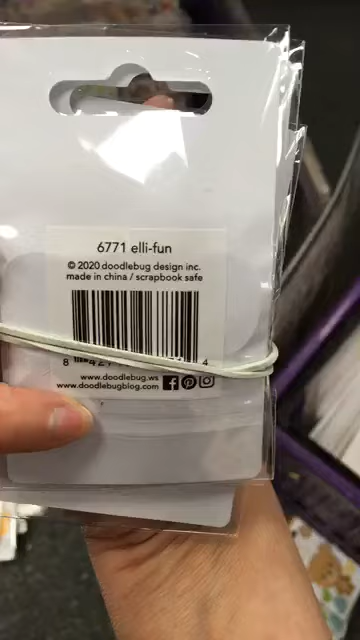 6771 elli-fun
© 2020 doodlebug design inc.
made in china / scrapbook safe
www.doodlebug.ws
www.doodlebugblog.com